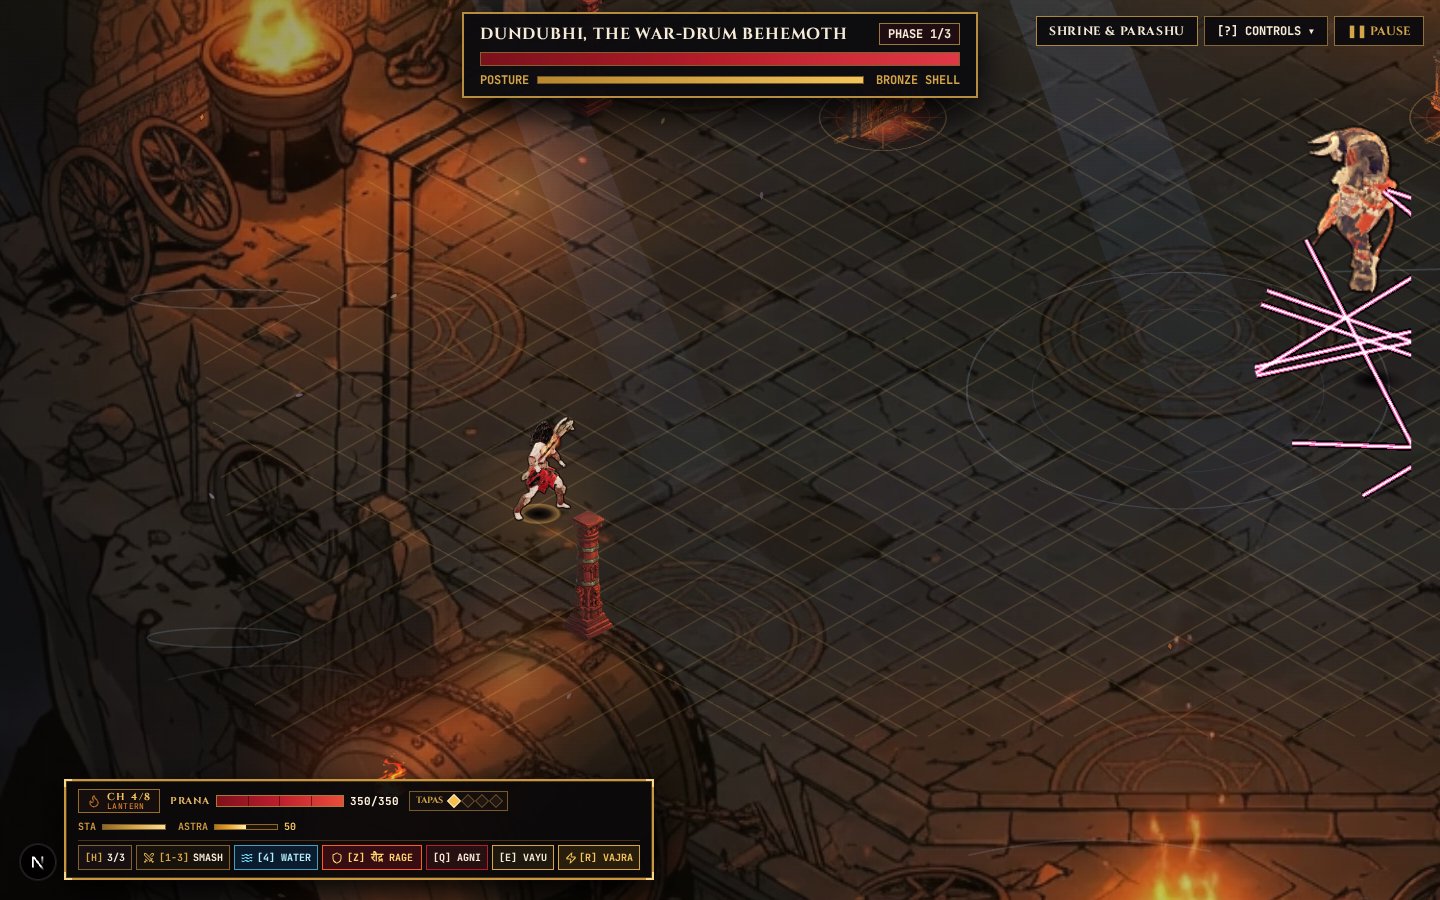 DUNDUBHI, THE WAR-DRUM BEHEMOTH
PHASE 1/3
POSTURE
BRONZE SHELL
SHRINE & PARASHU
[?] CONTROLS ▾
❚❚ PAUSE
CH 4/8
LANTERN
PRANA
350/350
TAPAS
STA
ASTRA
50
[H] 3/3
[1-3] SMASH
[4] WATER
[Z] रौद्र RAGE
[Q] AGNI
[E] VAYU
[R] VAJRA
N